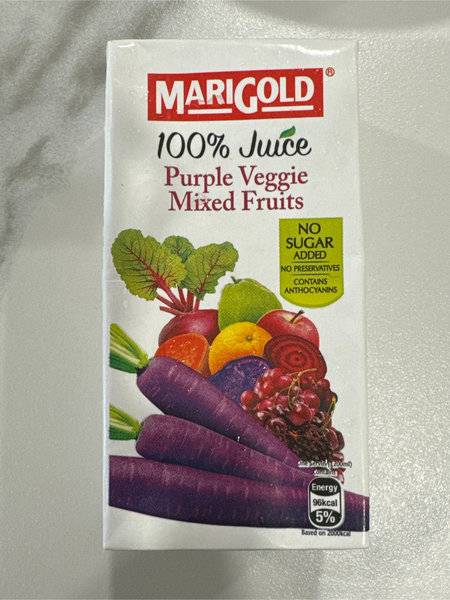 MARIGOLD®
100% Juice
Purple Veggie
Mixed Fruits
NO
SUGAR
ADDED
NO PRESERVATIVES
CONTAINS
ANTHOCYANINS
Energy
96kcal
5%
Based on 2000kcal